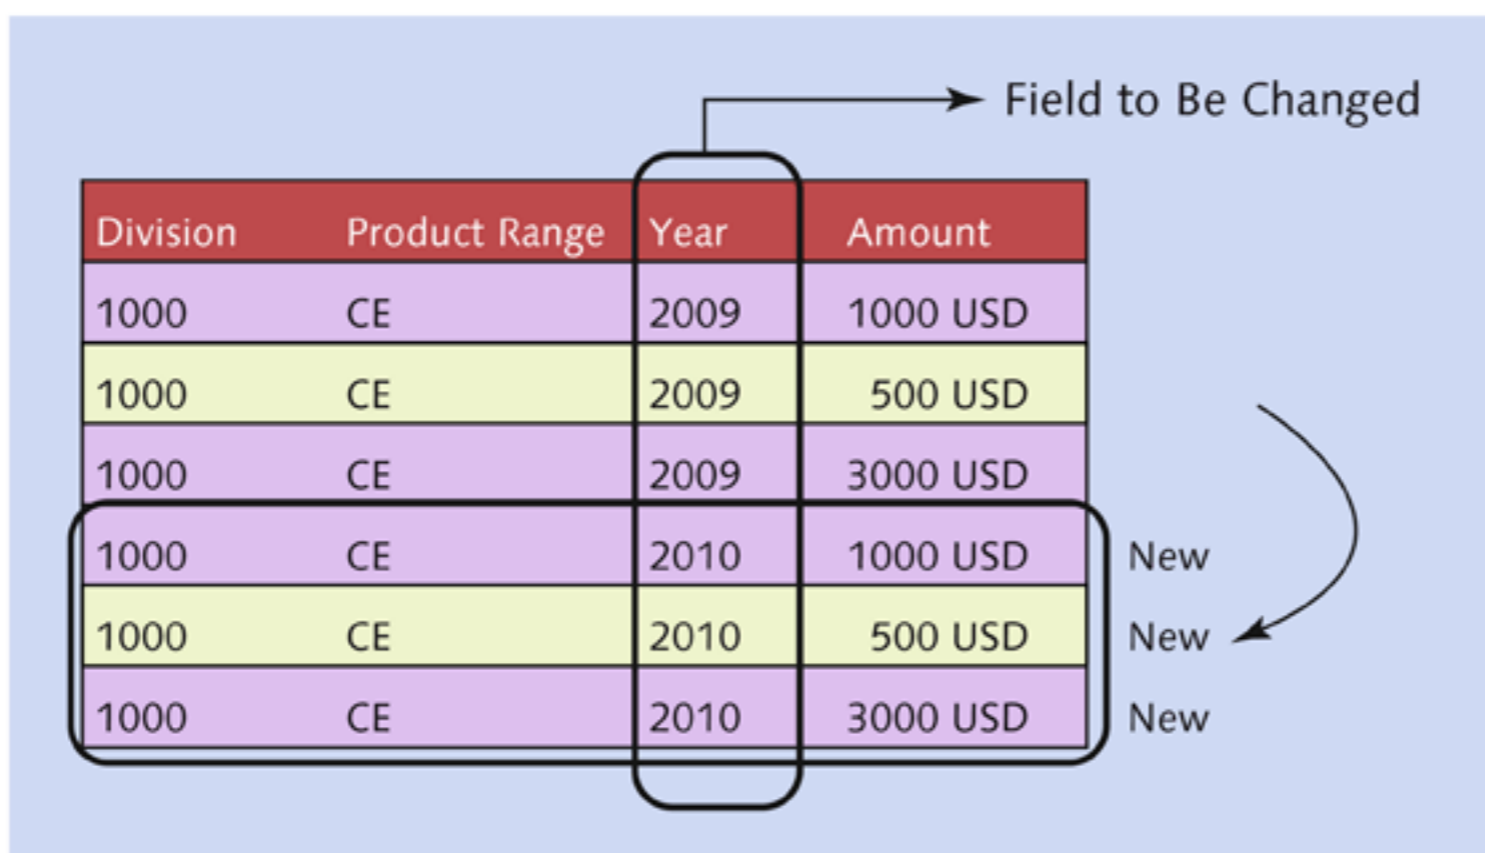 Field to Be Changed
Division Product Range Year Amount
1000 CE 2009 1000 USD
1000 CE 2009 500 USD
1000 CE 2009 3000 USD
1000 CE 2010 1000 USD New
1000 CE 2010 500 USD New
1000 CE 2010 3000 USD New